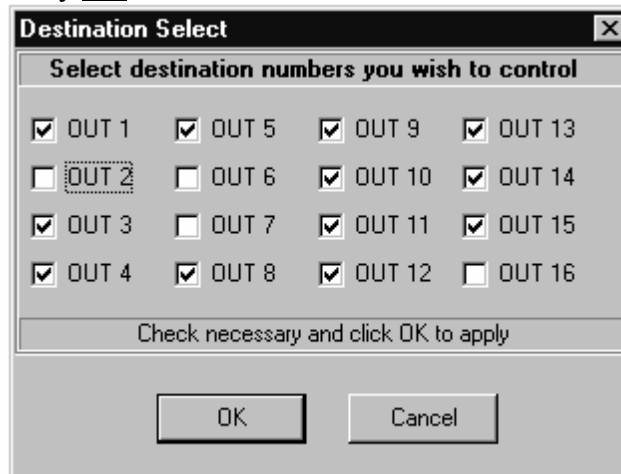 Destination Select
Select destination numbers you wish to control
OUT 1 OUT 5 OUT 9 OUT 13
OUT 2 OUT 6 OUT 10 OUT 14
OUT 3 OUT 7 OUT 11 OUT 15
OUT 4 OUT 8 OUT 12 OUT 16
Check necessary and click OK to apply
OK Cancel